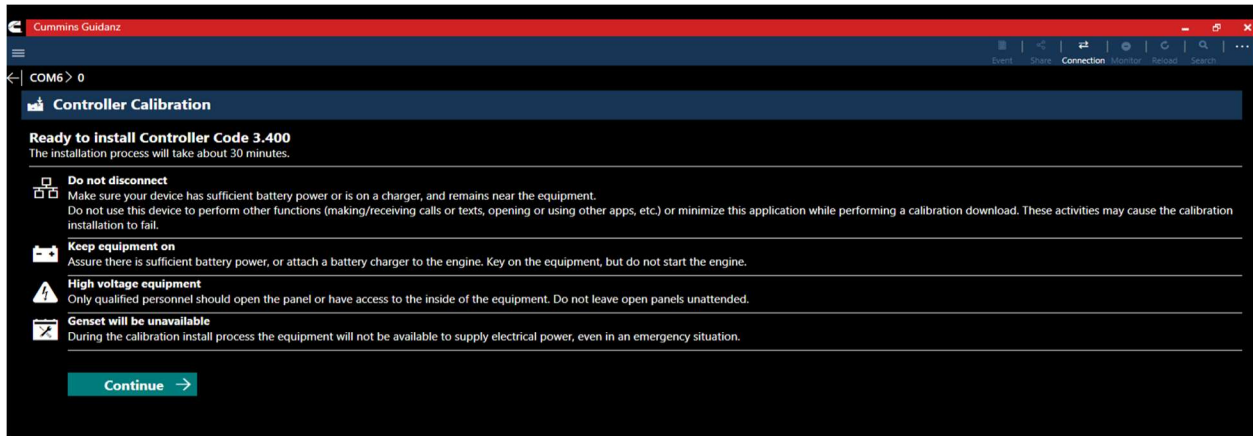 Cummins Guidanz
Event Share Connection Monitor Reload Search
COM6 > 0
Controller Calibration
Ready to install Controller Code 3.400
The installation process will take about 30 minutes.
Do not disconnect
Make sure your device has sufficient battery power or is on a charger, and remains near the equipment.
Do not use this device to perform other functions (making/receiving calls or texts, opening or using other apps, etc.) or minimize this application while performing a calibration download. These activities may cause the calibration
installation to fail.
Keep equipment on
Assure there is sufficient battery power, or attach a battery charger to the engine. Key on the equipment, but do not start the engine.
High voltage equipment
Only qualified personnel should open the panel or have access to the inside of the equipment. Do not leave open panels unattended.
Genset will be unavailable
During the calibration install process the equipment will not be available to supply electrical power, even in an emergency situation.
Continue